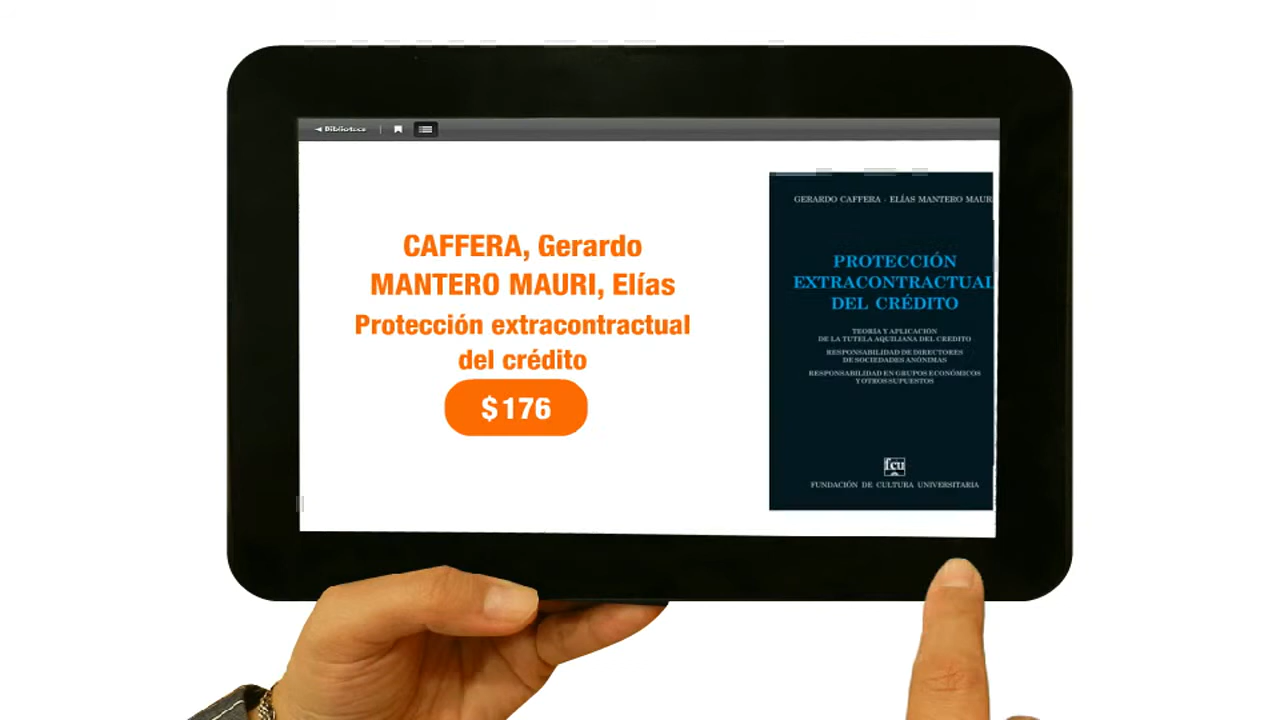 ◄ Biblioteca
CAFFERA, Gerardo
MANTERO MAURI, Elías
Protección extracontractual
del crédito
$176
GERARDO CAFFERA · ELÍAS MANTERO MAUR
PROTECCIÓN
EXTRACONTRACTUAL
DEL CRÉDITO
TEORÍA Y APLICACIÓN
DE LA TUTELA AQUILIANA DEL CREDITO
RESPONSABILIDAD DE DIRECTORES
DE SOCIEDADES ANÓNIMAS
RESPONSABILIDAD EN GRUPOS ECONÓMICOS
Y OTROS SUPUESTOS
fcu
FUNDACIÓN DE CULTURA UNIVERSITARIA